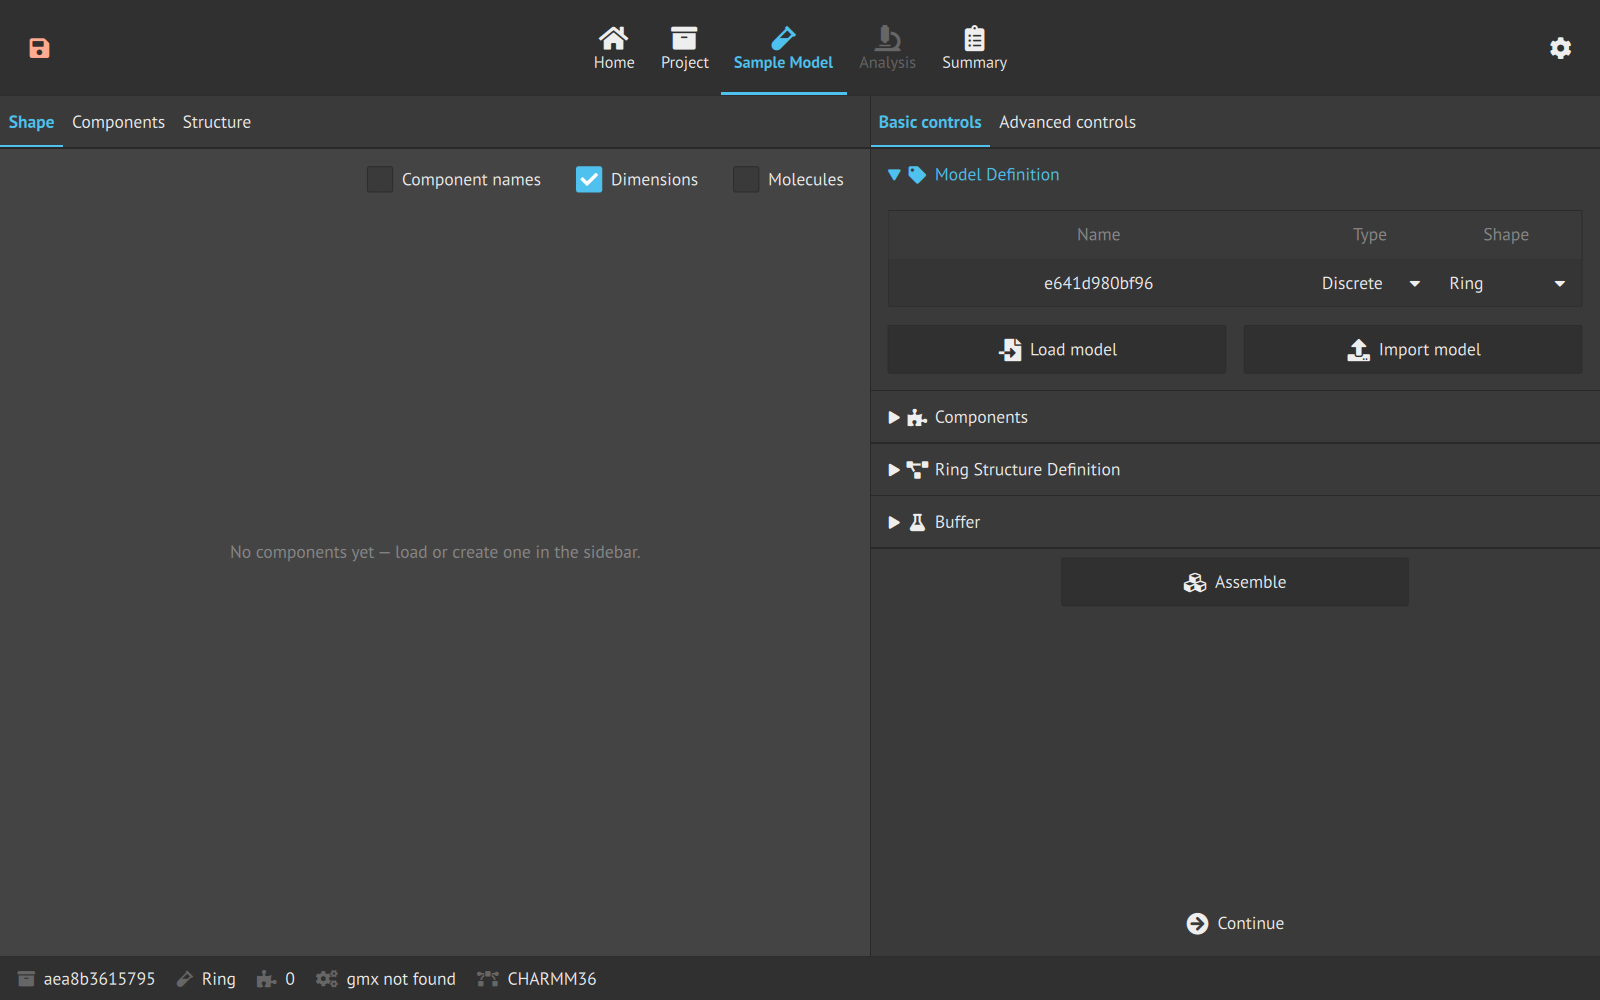 Home
Project
Sample Model
Analysis
Summary
Shape
Components
Structure
Basic controls
Advanced controls
Component names
Dimensions
Molecules
No components yet — load or create one in the sidebar.
Model Definition
Name Type Shape
e641d980bf96 Discrete Ring
Load model
Import model
Components
Ring Structure Definition
Buffer
Assemble
Continue
aea8b3615795 Ring 0 gmx not found CHARMM36